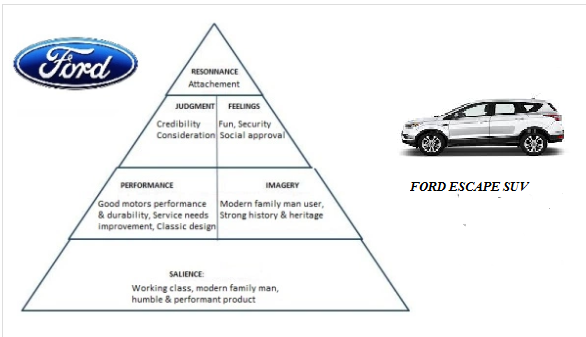 Ford
RESONNANCE
Attachement
JUDGMENT
FEELINGS
Credibility
Consideration
Fun, Security
Social approval
PERFORMANCE
IMAGERY
Good motors performance
& durability, Service needs
improvement, Classic design
Modern family man user,
Strong history & heritage
SALIENCE:
Working class, modern family man,
humble & performant product
FORD ESCAPE SUV